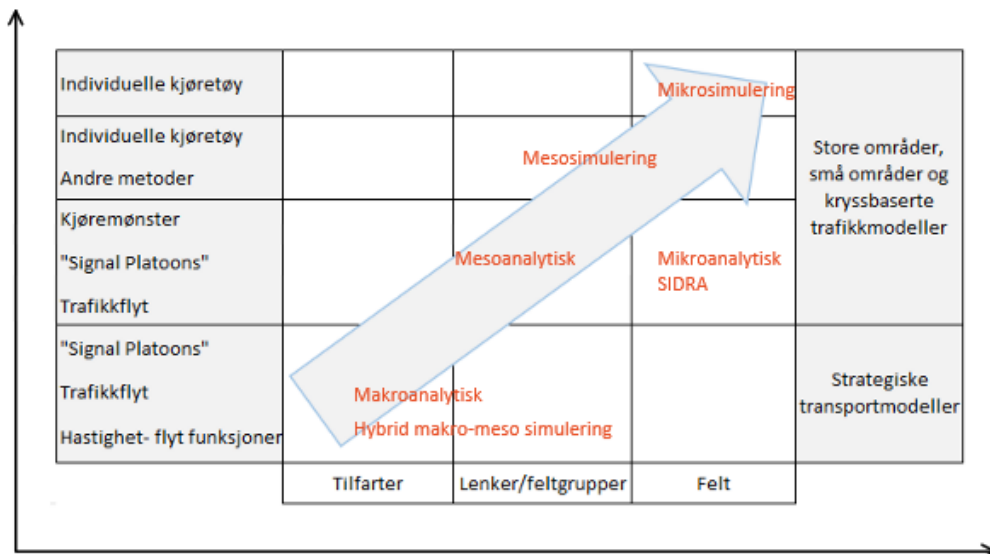 Individuelle kjøretøy
Mikrosimulering
Individuelle kjøretøy
Andre metoder
Mesosimulering
Store områder,
små områder og
kryssbaserte
trafikkmodeller
Kjøremønster
"Signal Platoons"
Trafikkflyt
Mesoanalytisk
Mikroanalytisk
SIDRA
"Signal Platoons"
Trafikkflyt
Hastighet- flyt funksjoner
Makroanalytisk
Hybrid makro-meso simulering
Strategiske
transportmodeller
Tilfarter
Lenker/feltgrupper
Felt